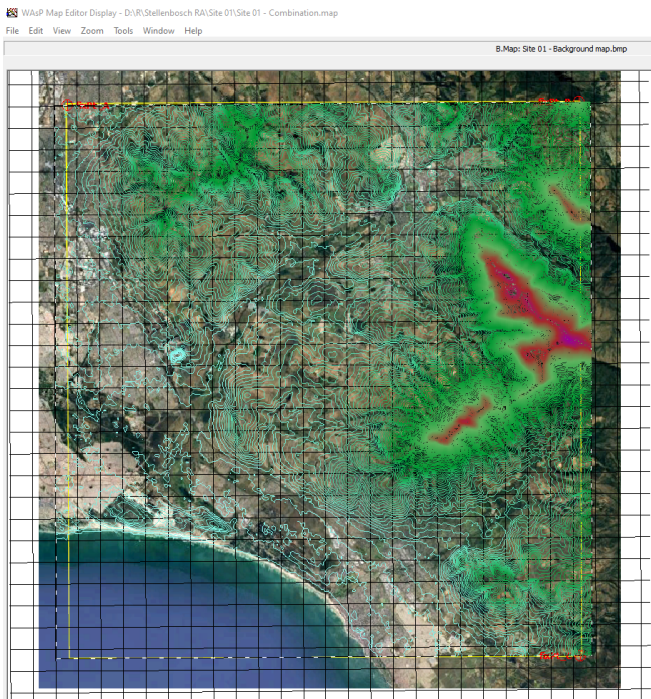 WAsP Map Editor Display - D:\R\Stellenbosch RA\Site 01\Site 01 - Combination.map
File Edit View Zoom Tools Window Help
B.Map: Site 01 - Background map.bmp